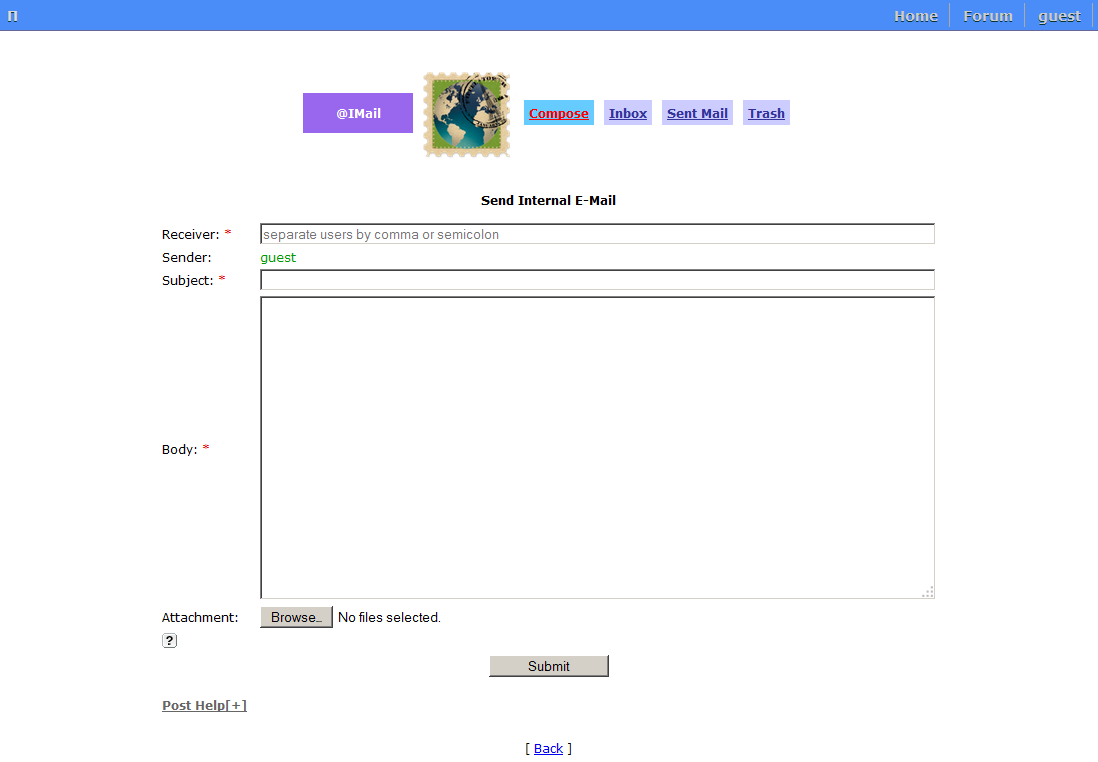 Π Home Forum guest
@IMail Compose Inbox Sent Mail Trash
Send Internal E-Mail
Receiver: * separate users by comma or semicolon
Sender: guest
Subject: *
Body: *
Attachment: Browse… No files selected.
?
Submit
Post Help[+]
[ Back ]